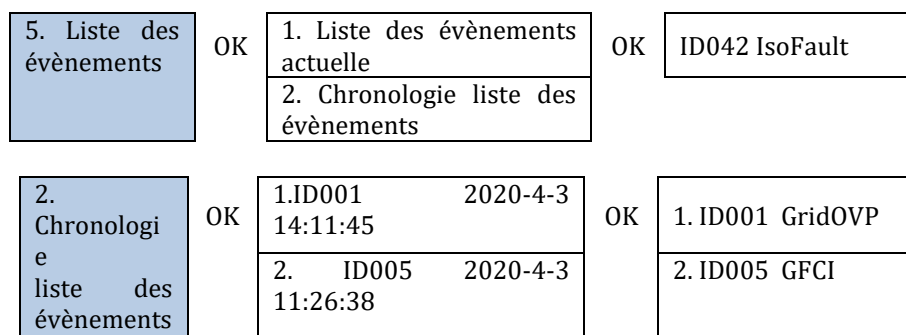 5. Liste des
évènements
OK
1. Liste des évènements
actuelle
OK
ID042 IsoFault
2. Chronologie liste des
évènements
2.
Chronologi
e
liste des
évènements
OK
1.ID001 2020-4-3
14:11:45
OK
1. ID001 GridOVP
2. ID005 2020-4-3
11:26:38
2. ID005 GFCI